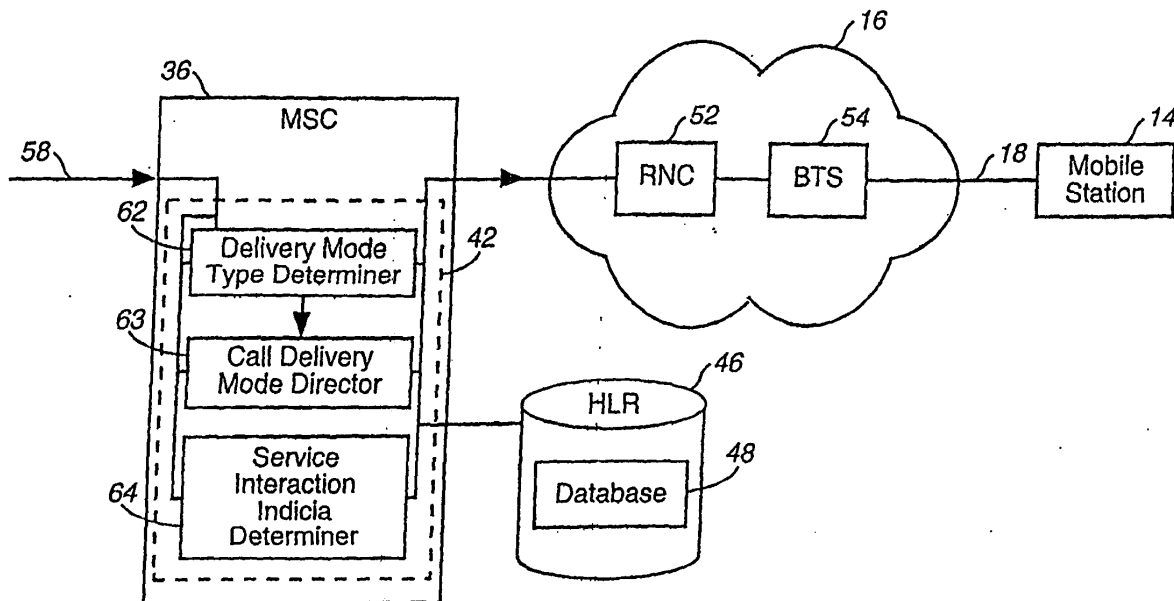 16
36
MSC
52
54
14
58
RNC
BTS
18
Mobile
Station
62
Delivery Mode
Type Determiner
42
63
Call Delivery
Mode Director
46
HLR
Service
Interaction
Indicia
Determiner
64
48
Database